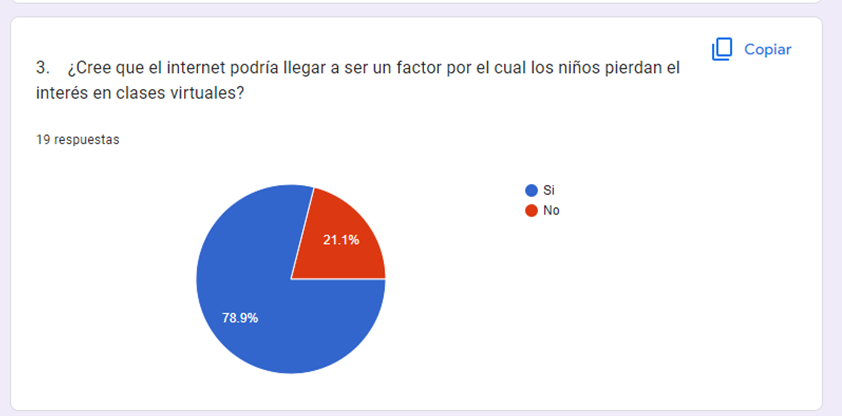 Copiar
3. ¿Cree que el internet podría llegar a ser un factor por el cual los niños pierdan el
interés en clases virtuales?
19 respuestas
Si
No
21.1%
78.9%